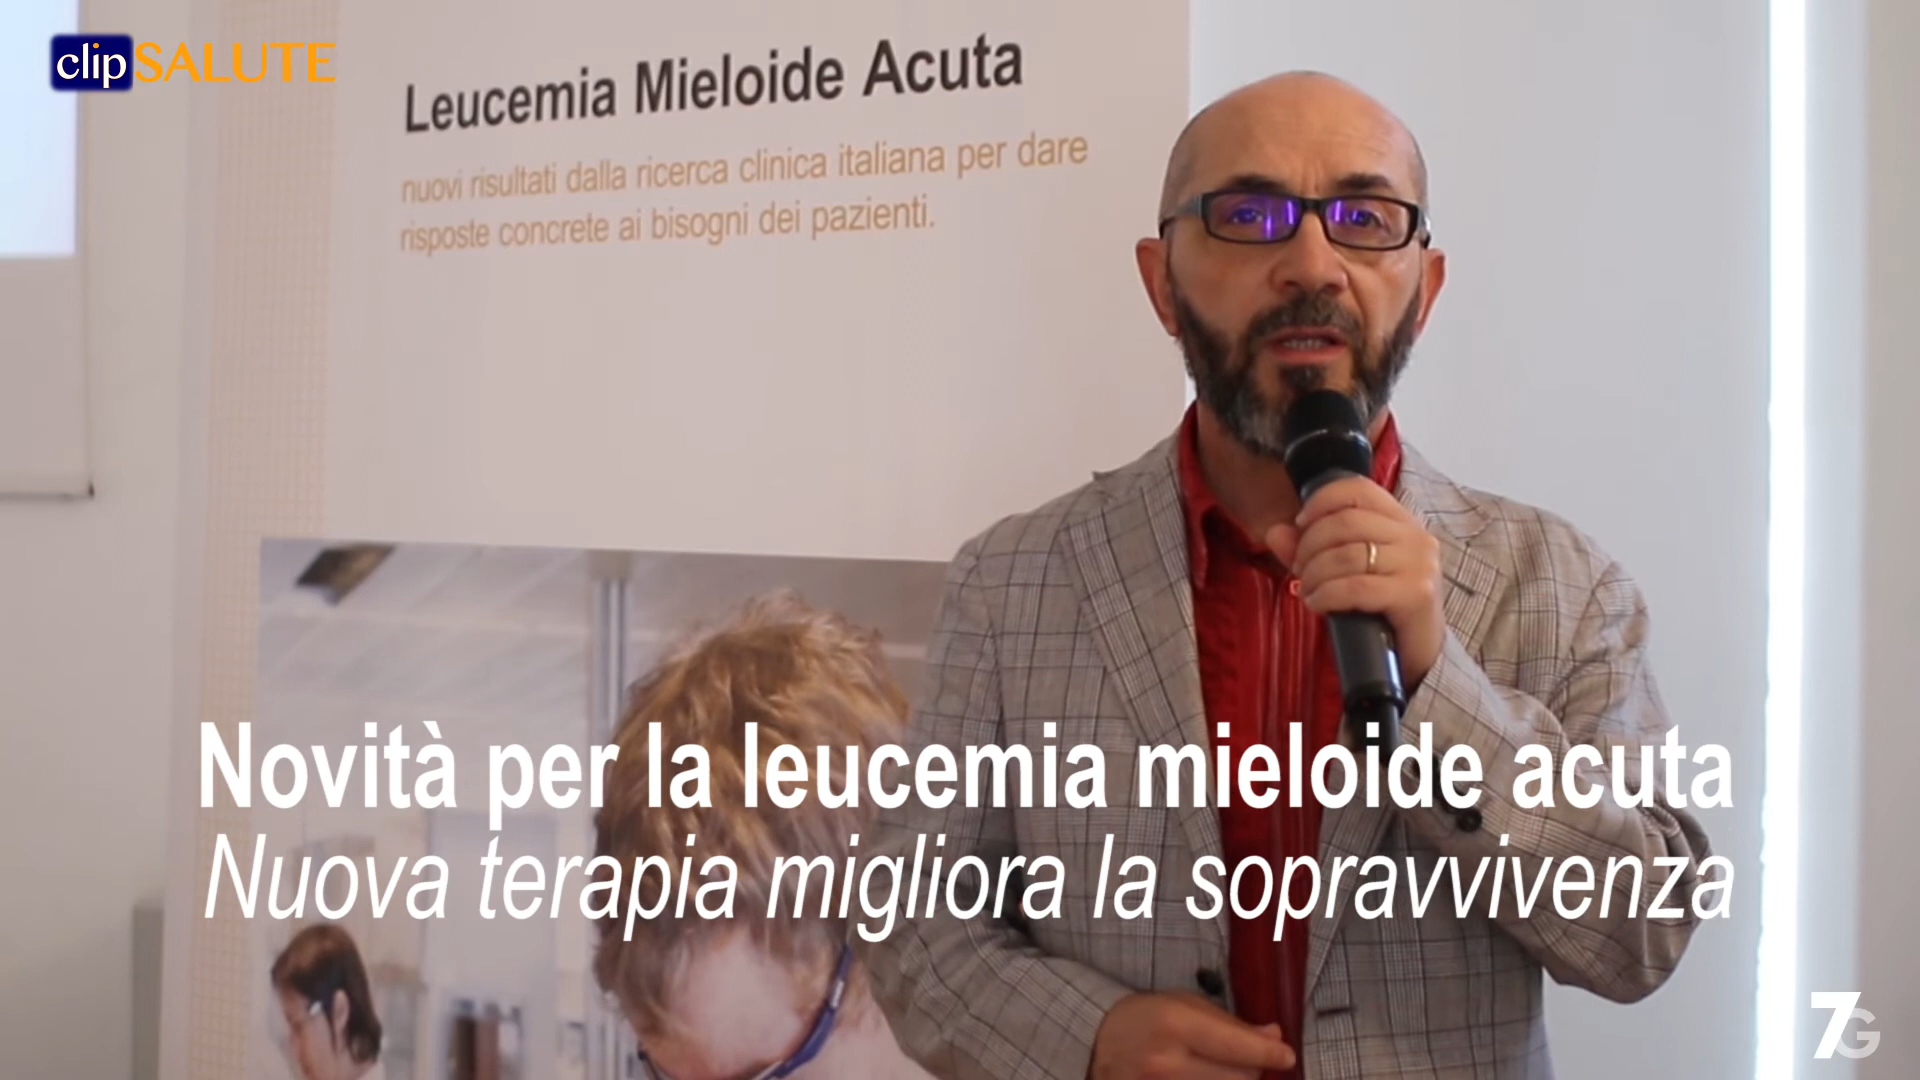 clipSALUTE
Leucemia Mieloide Acuta
nuovi risultati dalla ricerca clinica italiana per dare
risposte concrete ai bisogni dei pazienti.
Novità per la leucemia mieloide acuta
Nuova terapia migliora la sopravvivenza
7G